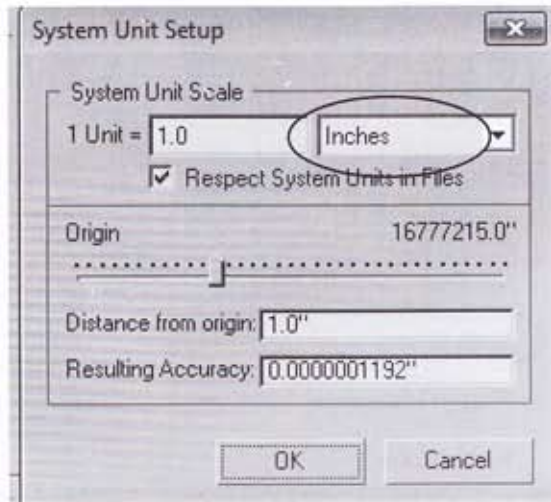 System Unit Setup
System Unit Scale
1 Unit = 1.0 Inches
Respect System Units in Files
Origin 16777215.0"
Distance from origin: 1.0"
Resulting Accuracy: 0.0000001192"
OK Cancel